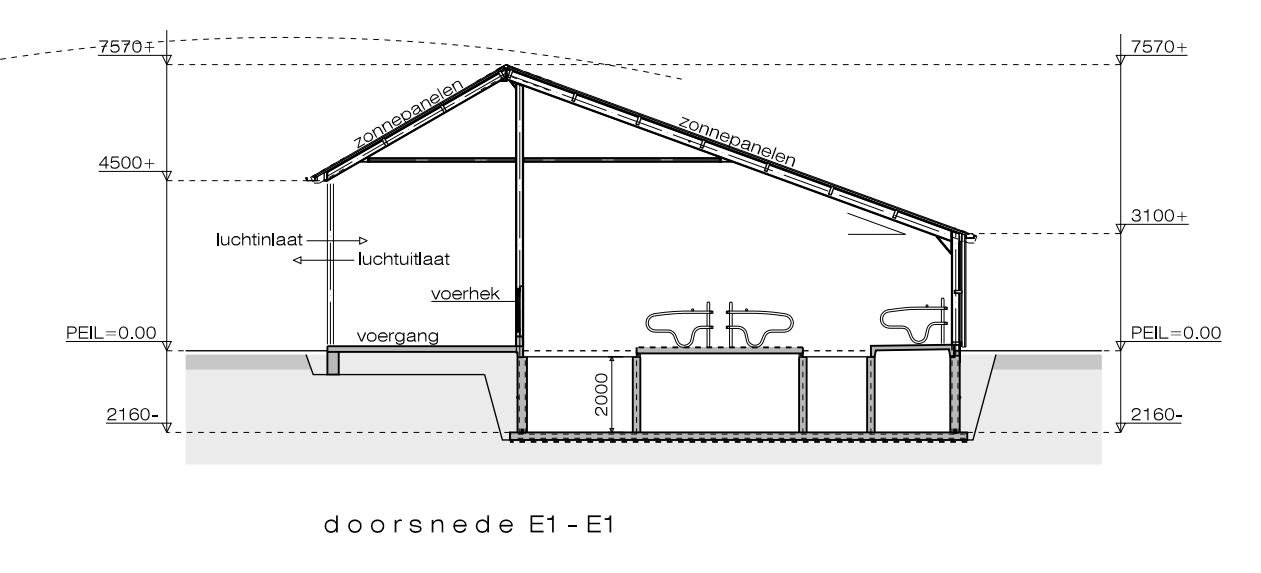 7570+
7570+
zonnepanelen
zonnepanelen
4500+
3100+
luchtinlaat
luchtuitlaat
voerhek
PEIL=0.00
voergang
PEIL=0.00
2000
2160-
2160-
doorsnede E1 - E1